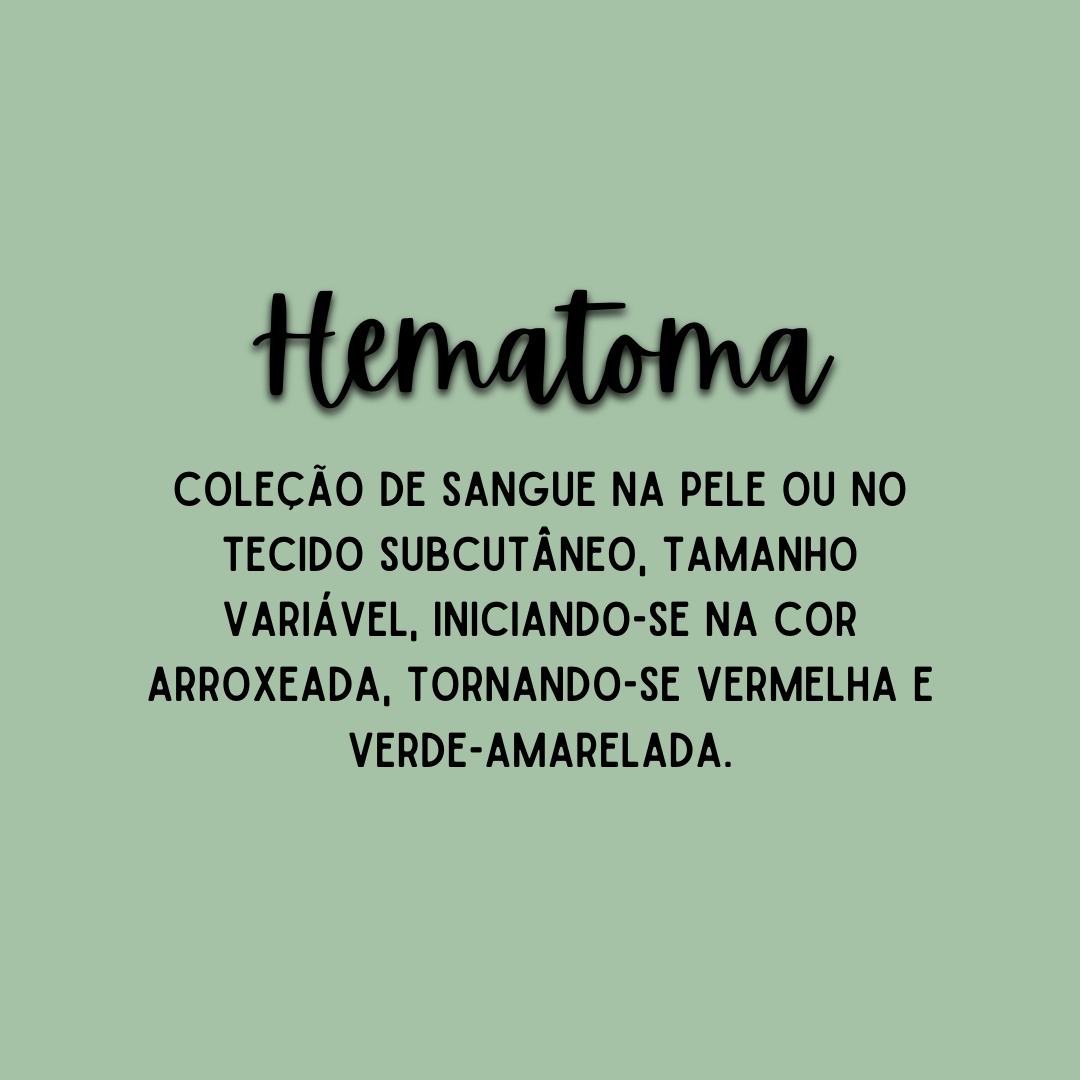 Hematoma
COLEÇÃO DE SANGUE NA PELE OU NO
TECIDO SUBCUTÂNEO, TAMANHO
VARIÁVEL, INICIANDO-SE NA COR
ARROXEADA, TORNANDO-SE VERMELHA E
VERDE-AMARELADA.